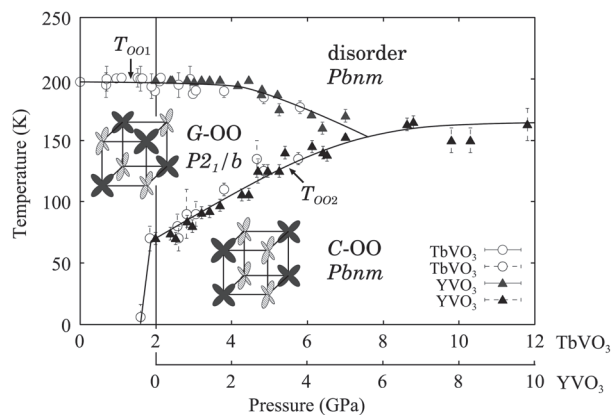 250
200
150
100
50
0
Temperature (K)
T_OO1
disorder
Pbnm
G-OO
P2₁/b
T_OO2
C-OO
Pbnm
TbVO₃
TbVO₃
YVO₃
YVO₃
0 2 4 6 8 10 12 TbVO₃
0 2 4 6 8 10 YVO₃
Pressure (GPa)